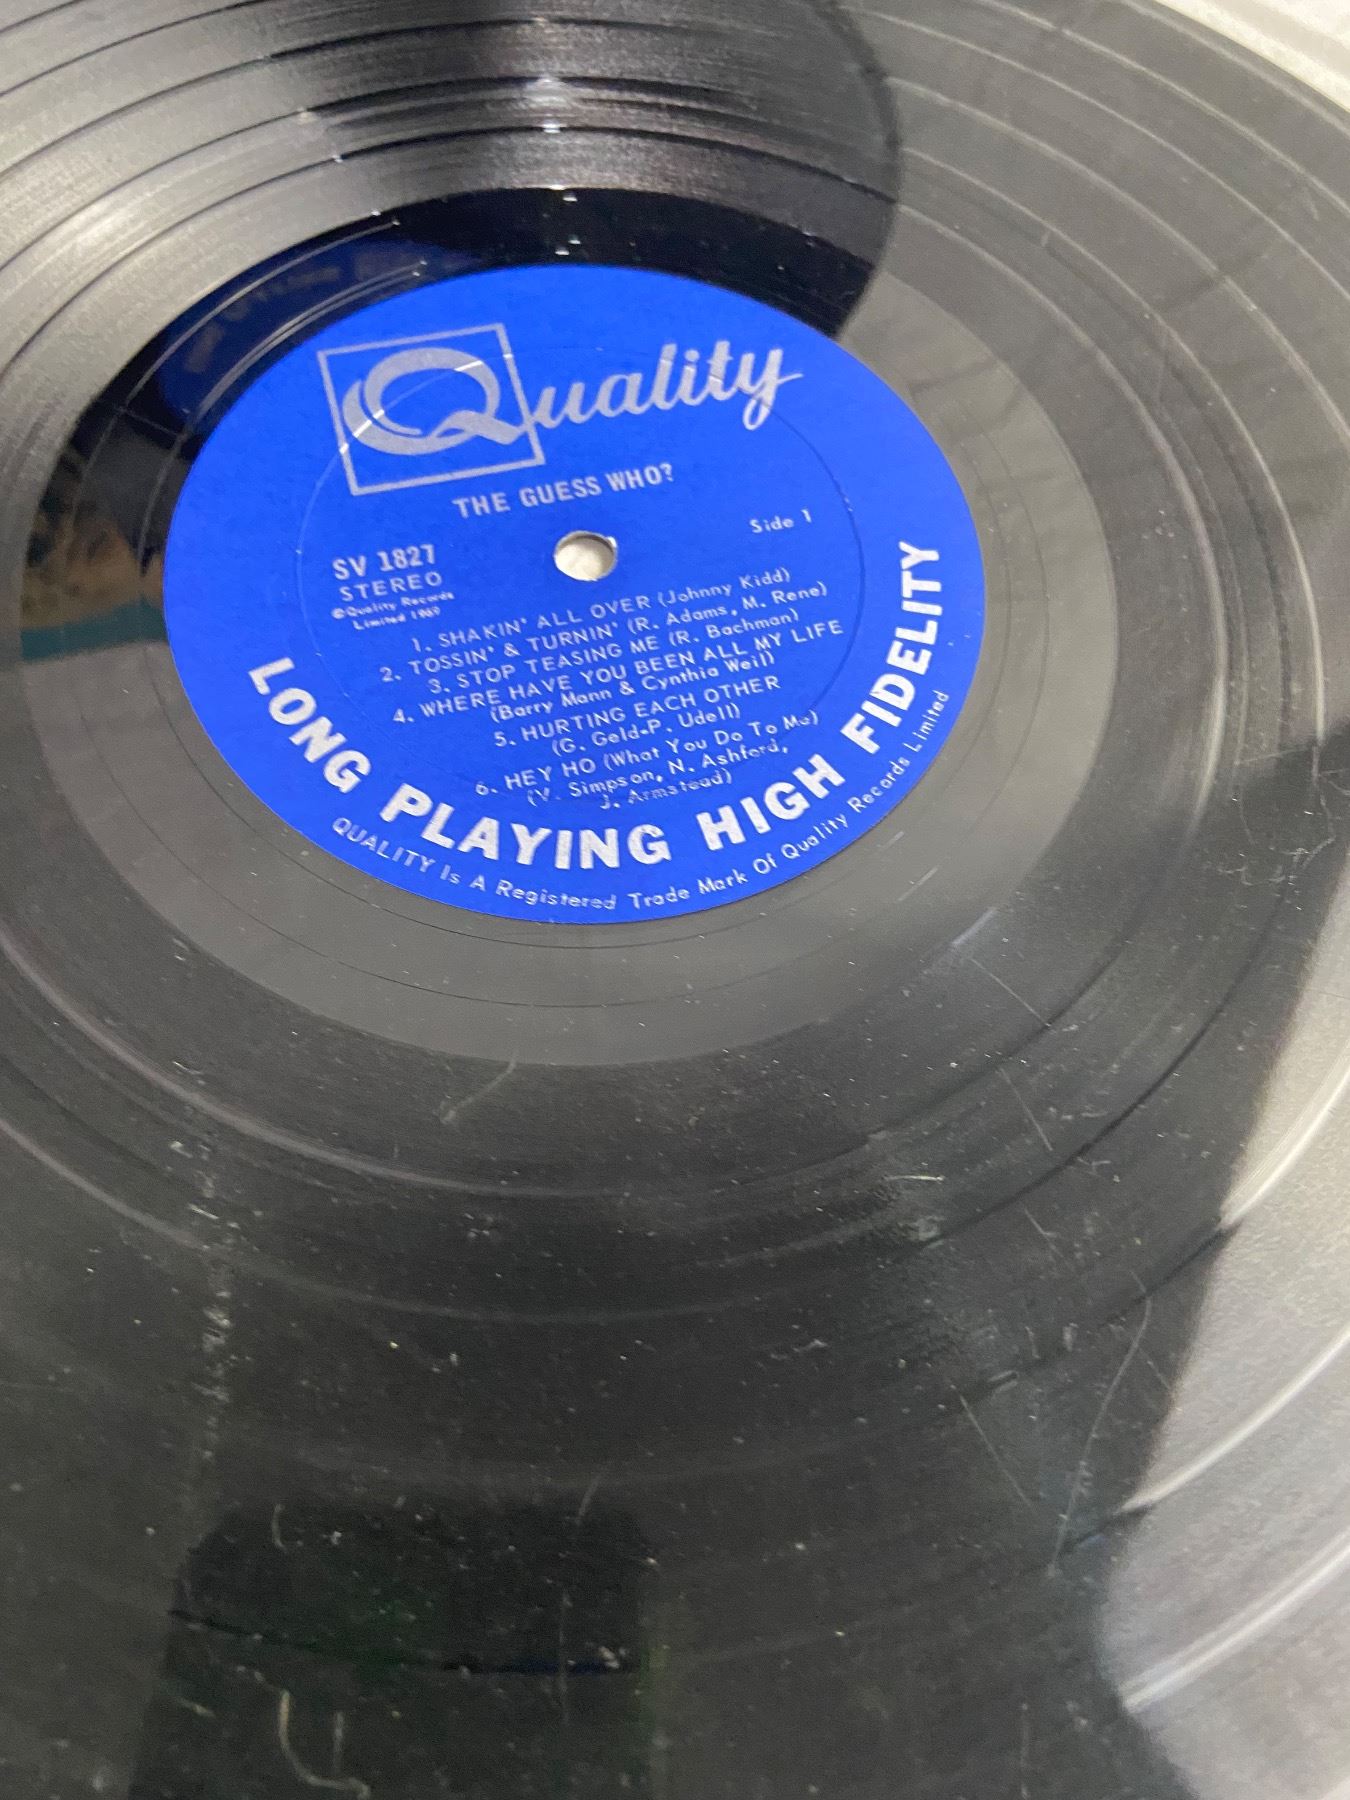 Quality
THE GUESS WHO?
Side 1
SV 1827
STEREO
©Quality Records
Limited 1969
1. SHAKIN' ALL OVER (Johnny Kidd)
2. TOSSIN' & TURNIN' (R. Adams, M. Rene)
3. STOP TEASING ME (R. Bachman)
4. WHERE HAVE YOU BEEN ALL MY LIFE
(Barry Mann & Cynthia Weil)
5. HURTING EACH OTHER
(G. Geld-P. Udell)
6. HEY HO (What You Do To Me)
(V. Simpson, N. Ashford,
J. Armstead)
LONG PLAYING HIGH FIDELITY
QUALITY Is A Registered Trade Mark Of Quality Records Limited